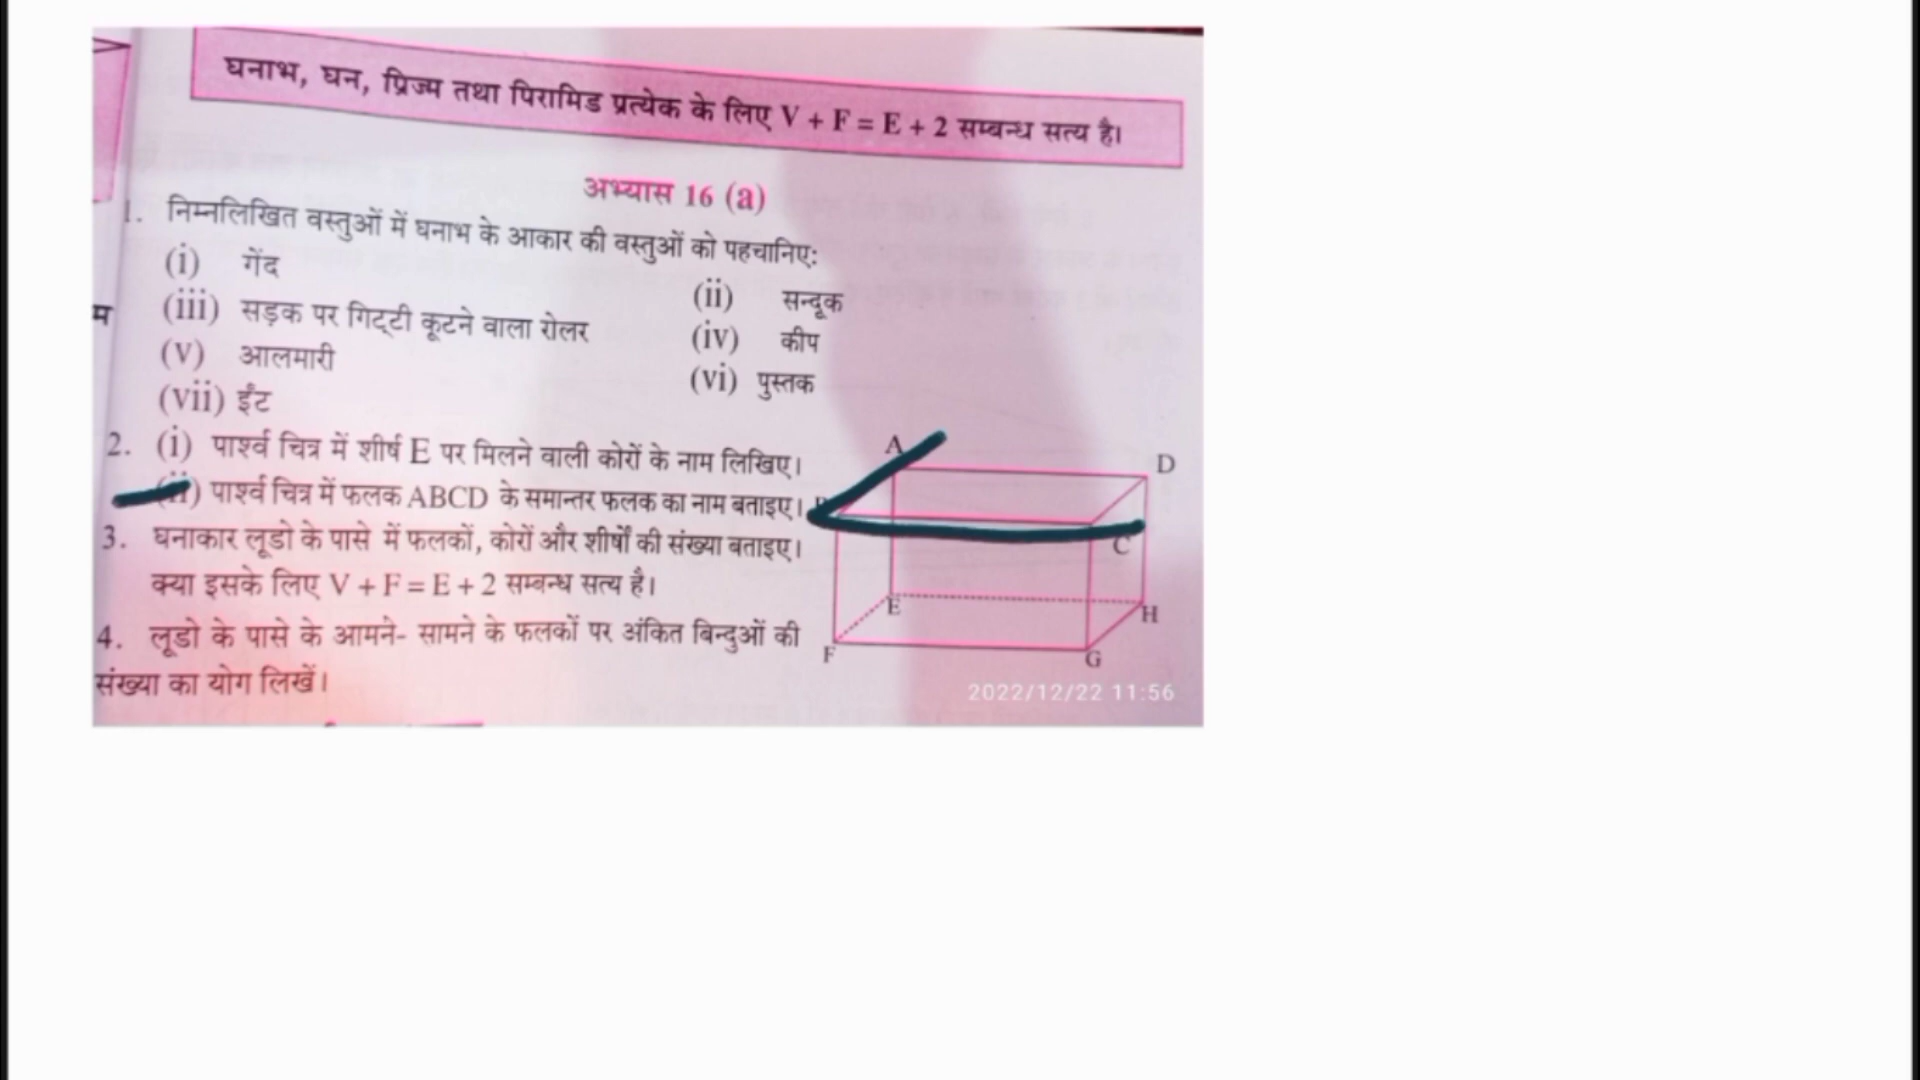 घनाभ, घन, प्रिज्म तथा पिरामिड प्रत्येक के लिए V + F = E + 2 सम्बन्ध सत्य है।
अभ्यास 16 (a)
1. निम्नलिखित वस्तुओं में घनाभ के आकार की वस्तुओं को पहचानिए:
(i) गेंद
(ii) सन्दूक
(iii) सड़क पर गिट्टी कूटने वाला रोलर
(iv) कीप
म
(v) आलमारी
(vi) पुस्तक
(vii) ईंट
2. (i) पार्श्व चित्र में शीर्ष E पर मिलने वाली कोरों के नाम लिखिए।
(ii) पार्श्व चित्र में फलक ABCD के समान्तर फलक का नाम बताइए।
3. घनाकार लूडो के पासे में फलकों, कोरों और शीर्षों की संख्या बताइए।
क्या इसके लिए V + F = E + 2 सम्बन्ध सत्य है।
4. लूडो के पासे के आमने- सामने के फलकों पर अंकित बिन्दुओं की
संख्या का योग लिखें।
A
D
C
E
H
F
G
2022/12/22 11:56